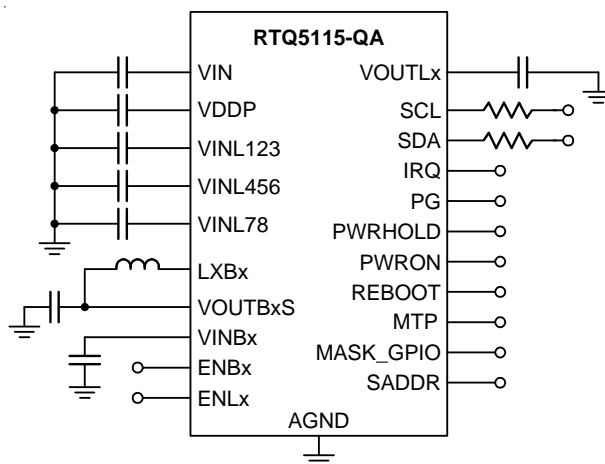 RTQ5115-QA
VIN
VDDP
VINL123
VINL456
VINL78
LXBx
VOUTBxS
VINBx
ENBx
ENLx
VOUTLx
SCL
SDA
IRQ
PG
PWRHOLD
PWRON
REBOOT
MTP
MASK_GPIO
SADDR
AGND